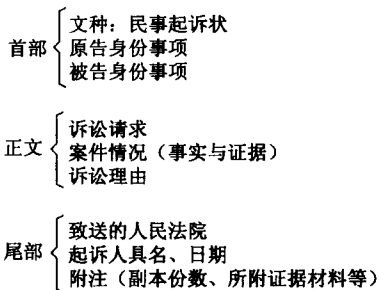 首部
文种：民事起诉状
原告身份事项
被告身份事项
正文
诉讼请求
案件情况（事实与证据）
诉讼理由
尾部
致送的人民法院
起诉人具名、日期
附注（副本份数、所附证据材料等）